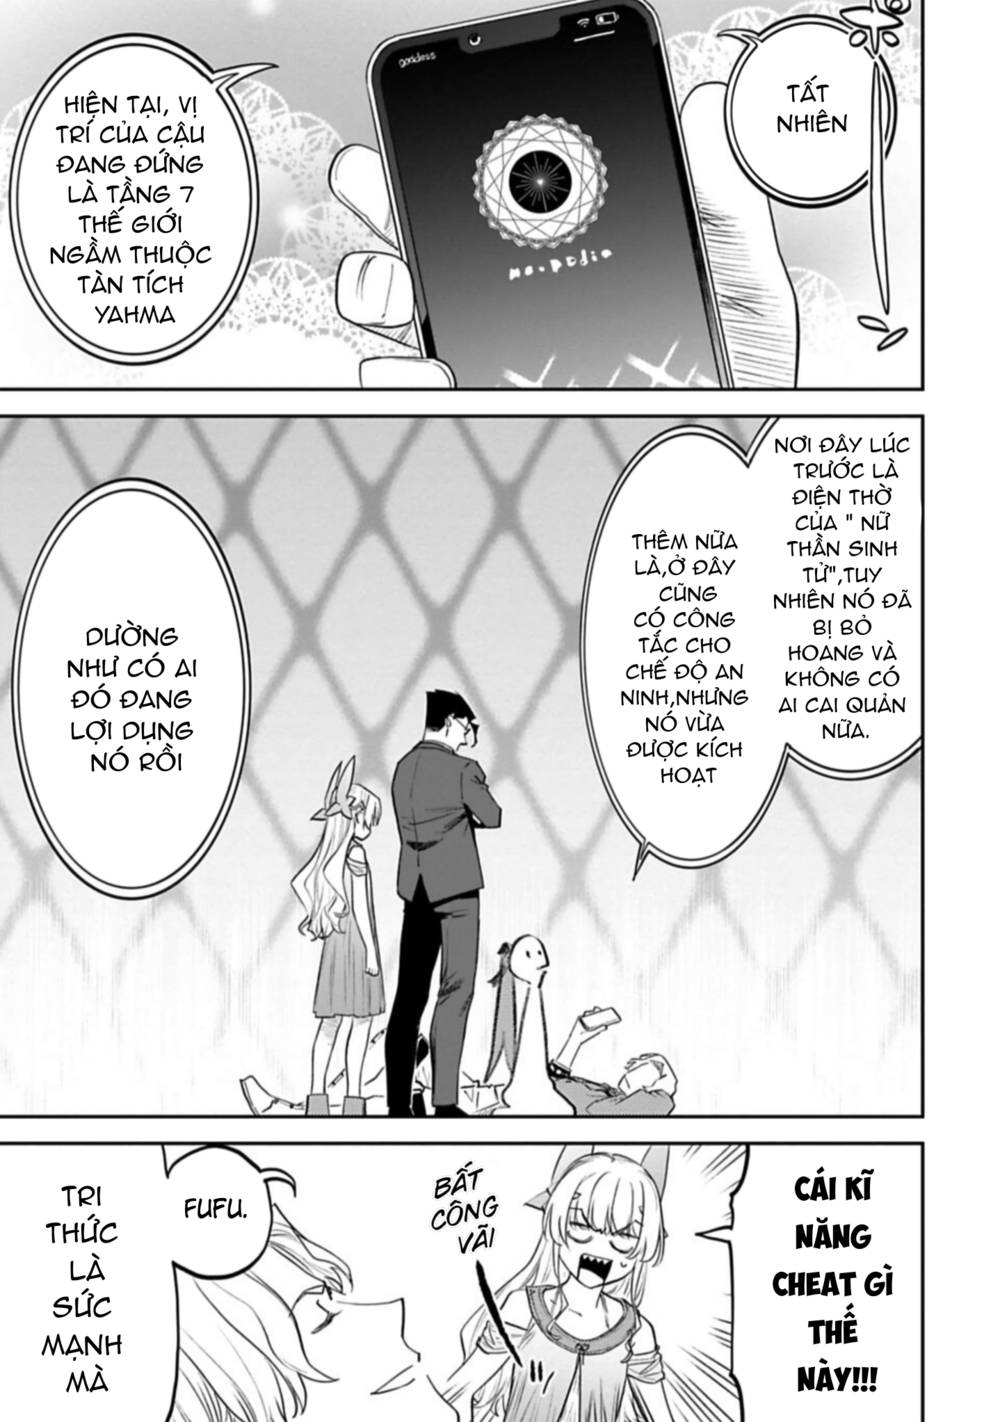 TẤT
NHIÊN
goddess
HIỆN TẠI, VỊ
TRÍ CỦA CẬU
ĐANG ĐỨNG
LÀ TẦNG 7
THẾ GIỚI
NGẦM THUỘC
TÀN TÍCH
YAHMA
NƠI ĐÂY LÚC
TRƯỚC LÀ
ĐIỆN THỜ
CỦA " NỮ
THẦN SINH
TỬ",TUY
NHIÊN NÓ ĐÃ
BỊ BỎ
HOANG VÀ
KHÔNG CÓ
AI CAI QUẢN
NỮA.
THÊM NỮA
LÀ,Ở ĐÂY
CŨNG
CÓ CÔNG
TẮC CHO
CHẾ ĐỘ AN
NINH,NHƯNG
NÓ VỪA
ĐƯỢC KÍCH
HOẠT
DƯỜNG
NHƯ CÓ AI
ĐÓ ĐANG
LỢI DỤNG
NÓ RỒI
CÁI KĨ
NĂNG
CHEAT GÌ
THẾ
NÀY!!!
BẤT
CÔNG
VÃI
FUFU.
TRI
THỨC
LÀ
SỨC
MẠNH
MÀ